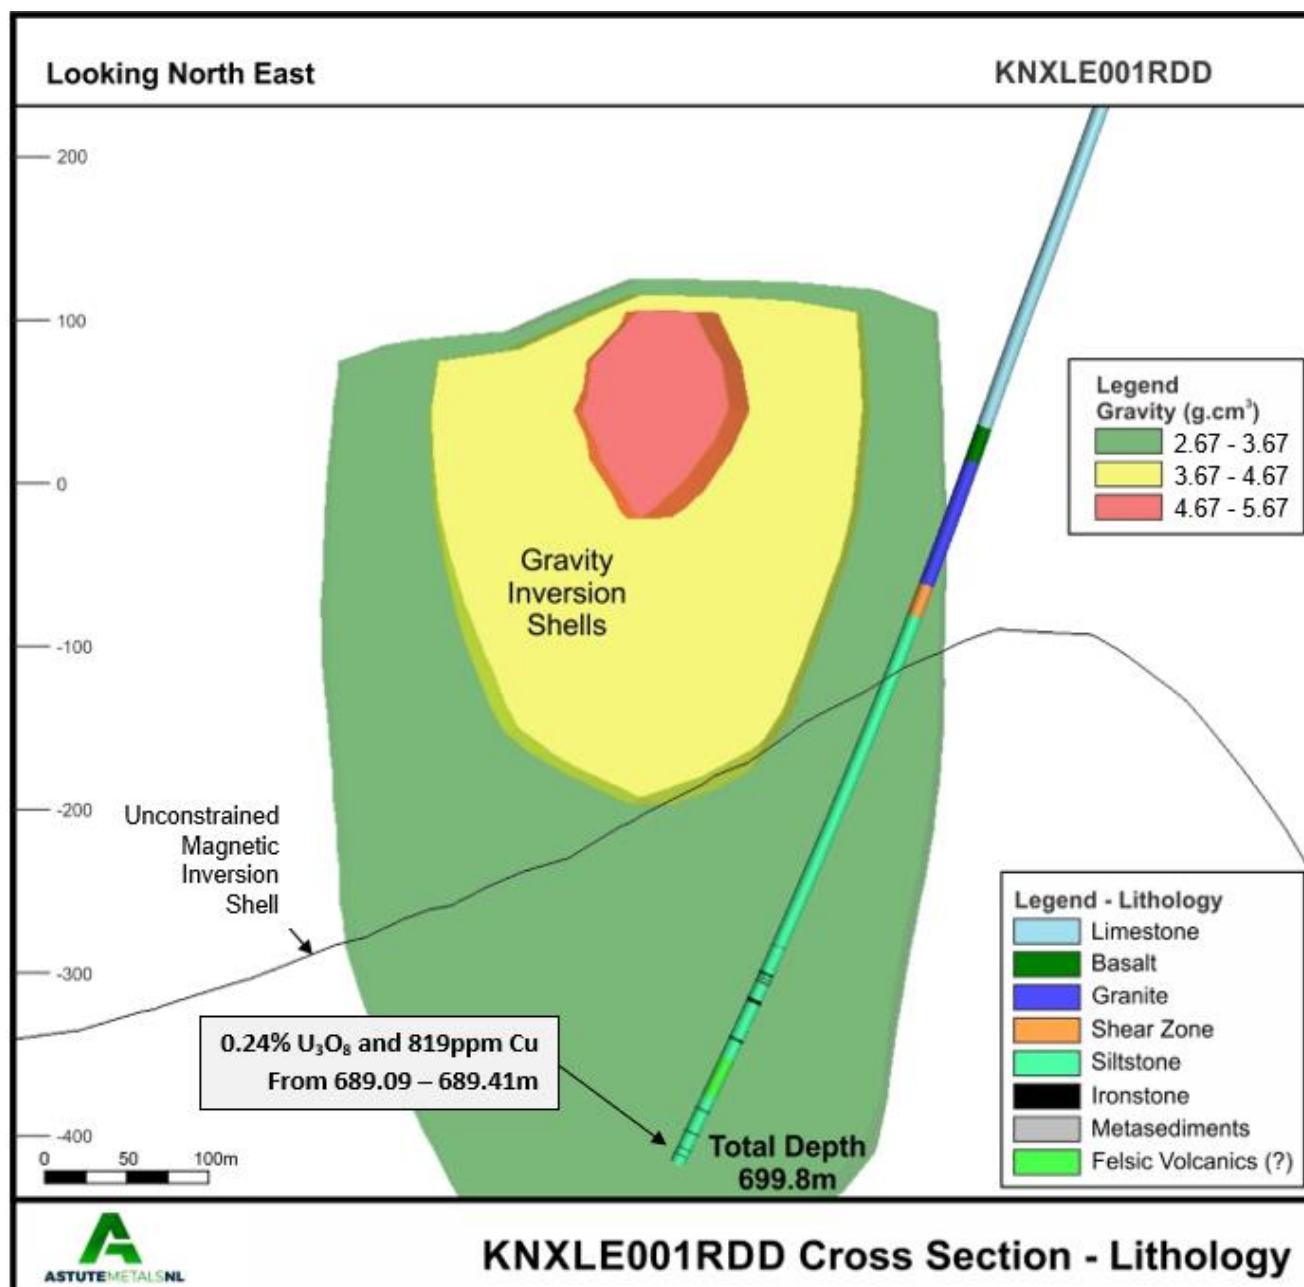 Looking North East
KNXLE001RDD
200
100
0
-100
-200
-300
-400
Legend
Gravity (g.cm³)
2.67 - 3.67
3.67 - 4.67
4.67 - 5.67
Gravity
Inversion
Shells
Unconstrained
Magnetic
Inversion
Shell
0.24% U₃O₈ and 819ppm Cu
From 689.09 – 689.41m
Total Depth
699.8m
Legend - Lithology
Limestone
Basalt
Granite
Shear Zone
Siltstone
Ironstone
Metasediments
Felsic Volcanics (?)
0 50 100m
ASTUTEMETALSNL
KNXLE001RDD Cross Section - Lithology